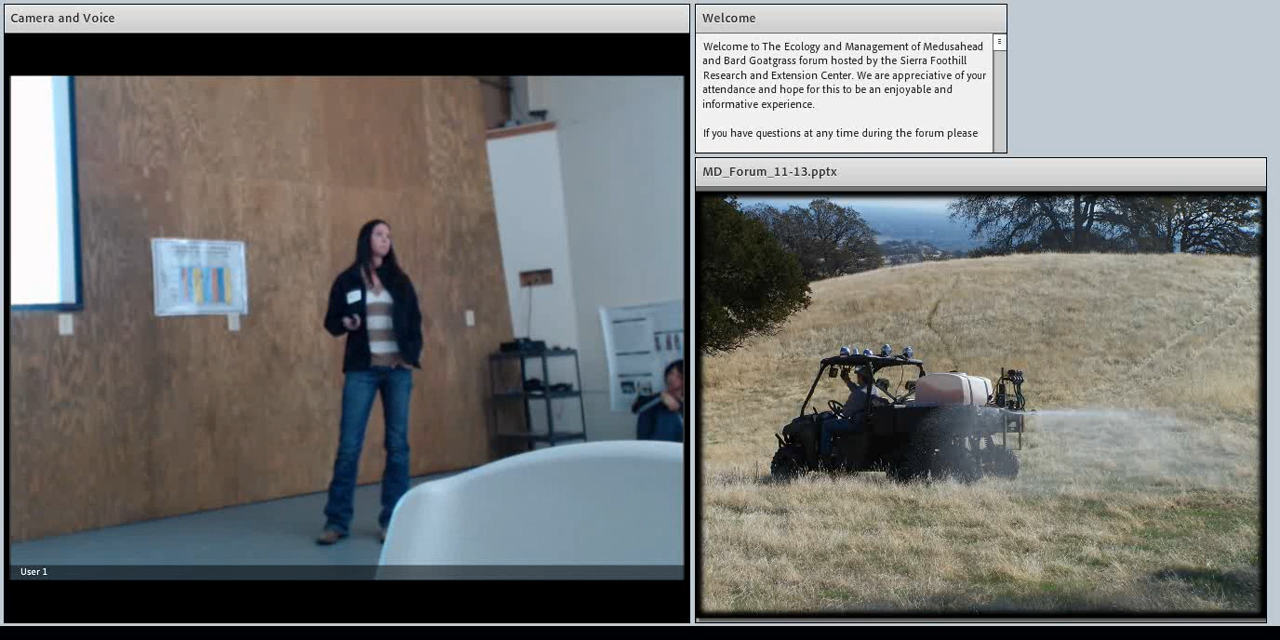 Camera and Voice
User 1
Welcome
Welcome to The Ecology and Management of Medusahead
and Bard Goatgrass forum hosted by the Sierra Foothill
Research and Extension Center. We are appreciative of your
attendance and hope for this to be an enjoyable and
informative experience.
If you have questions at any time during the forum please
MD_Forum_11-13.pptx